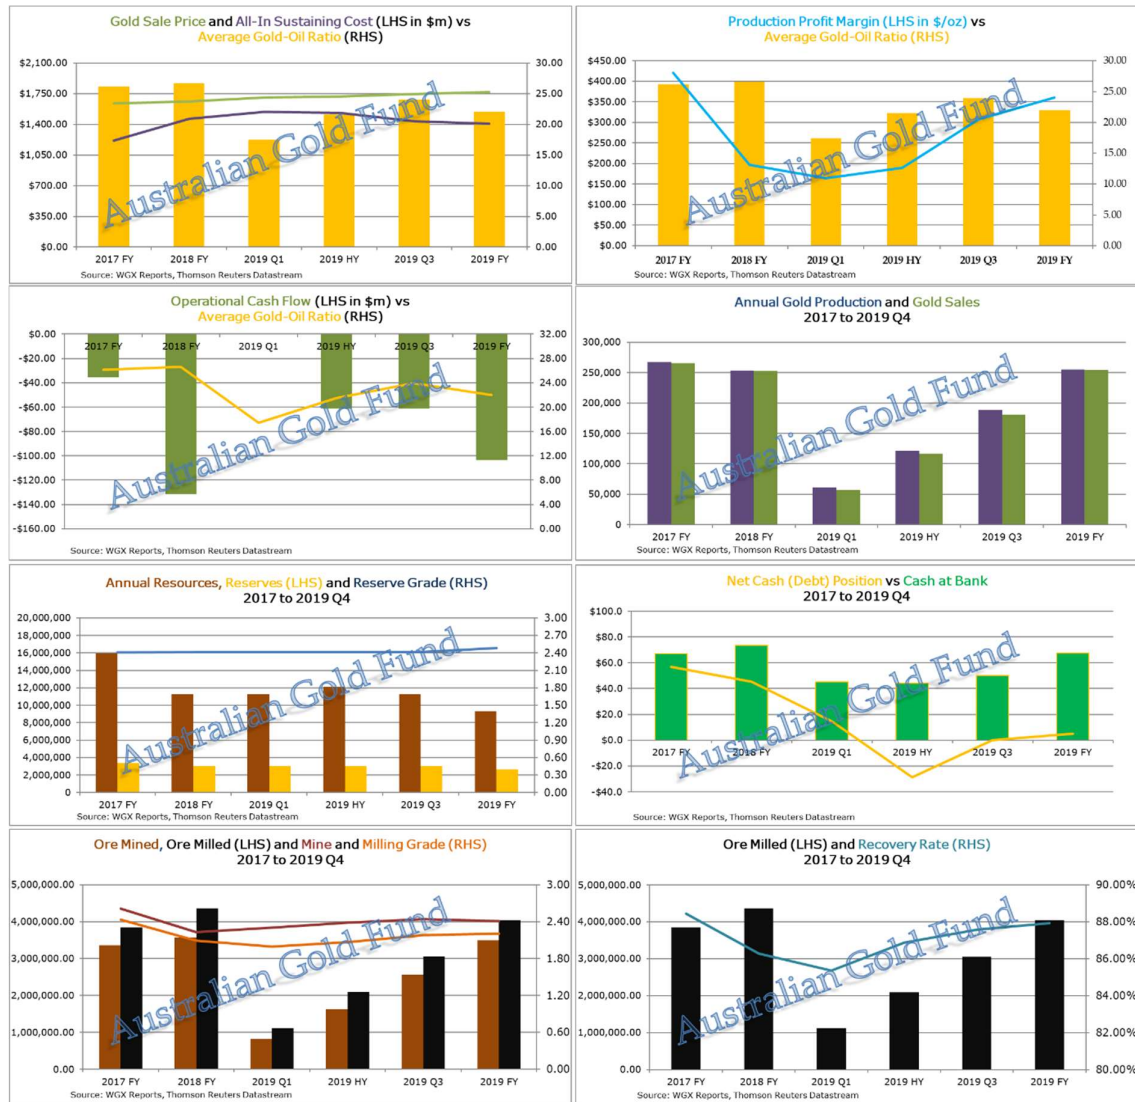 Gold Sale Price and All-In Sustaining Cost (LHS in $m) vs
Average Gold-Oil Ratio (RHS)
$2,100.00
$1,750.00
$1,400.00
$1,050.00
$700.00
$350.00
$0.00
30.00
25.00
20.00
15.00
10.00
5.00
0.00
2017 FY 2018 FY 2019 Q1 2019 HY 2019 Q3 2019 FY
Australian Gold Fund
Source: WGX Reports, Thomson Reuters Datastream
Production Profit Margin (LHS in $/oz) vs
Average Gold-Oil Ratio (RHS)
$450.00
$400.00
$350.00
$300.00
$250.00
$200.00
$150.00
$100.00
$50.00
$0.00
30.00
25.00
20.00
15.00
10.00
5.00
0.00
2017 FY 2018 FY 2019 Q1 2019 HY 2019 Q3 2019 FY
Australian Gold Fund
Source: WGX Reports, Thomson Reuters Datastream
Operational Cash Flow (LHS in $m) vs
Average Gold-Oil Ratio (RHS)
$0.00
-$20.00
-$40.00
-$60.00
-$80.00
-$100.00
-$120.00
-$140.00
-$160.00
32.00
28.00
24.00
20.00
16.00
12.00
8.00
4.00
0.00
2017 FY 2018 FY 2019 Q1 2019 HY 2019 Q3 2019 FY
Australian Gold Fund
Source: WGX Reports, Thomson Reuters Datastream
Annual Gold Production and Gold Sales
2017 to 2019 Q4
300,000
250,000
200,000
150,000
100,000
50,000
0
2017 FY 2018 FY 2019 Q1 2019 HY 2019 Q3 2019 FY
Australian Gold Fund
Source: WGX Reports, Thomson Reuters Datastream
Annual Resources, Reserves (LHS) and Reserve Grade (RHS)
2017 to 2019 Q4
20,000,000
18,000,000
16,000,000
14,000,000
12,000,000
10,000,000
8,000,000
6,000,000
4,000,000
2,000,000
0
3.00
2.70
2.40
2.10
1.80
1.50
1.20
0.90
0.60
0.30
0.00
2017 FY 2018 FY 2019 Q1 2019 HY 2019 Q3 2019 FY
Australian Gold Fund
Source: WGX Reports, Thomson Reuters Datastream
Net Cash (Debt) Position vs Cash at Bank
2017 to 2019 Q4
$100.0
$80.0
$60.0
$40.0
$20.0
$0.0
-$20.0
-$40.0
2017 FY 2018 FY 2019 Q1 2019 HY 2019 Q3 2019 FY
Australian Gold Fund
Source: WGX Reports, Thomson Reuters Datastream
Ore Mined, Ore Milled (LHS) and Mine and Milling Grade (RHS)
2017 to 2019 Q4
5,000,000.00
4,000,000.00
3,000,000.00
2,000,000.00
1,000,000.00
0.00
3.00
2.40
1.80
1.20
0.60
0.00
2017 FY 2018 FY 2019 Q1 2019 HY 2019 Q3 2019 FY
Australian Gold Fund
Source: WGX Reports, Thomson Reuters Datastream
Ore Milled (LHS) and Recovery Rate (RHS)
2017 to 2019 Q4
5,000,000.00
4,000,000.00
3,000,000.00
2,000,000.00
1,000,000.00
0.00
90.00%
88.00%
86.00%
84.00%
82.00%
80.00%
2017 FY 2018 FY 2019 Q1 2019 HY 2019 Q3 2019 FY
Australian Gold Fund
Source: WGX Reports, Thomson Reuters Datastream